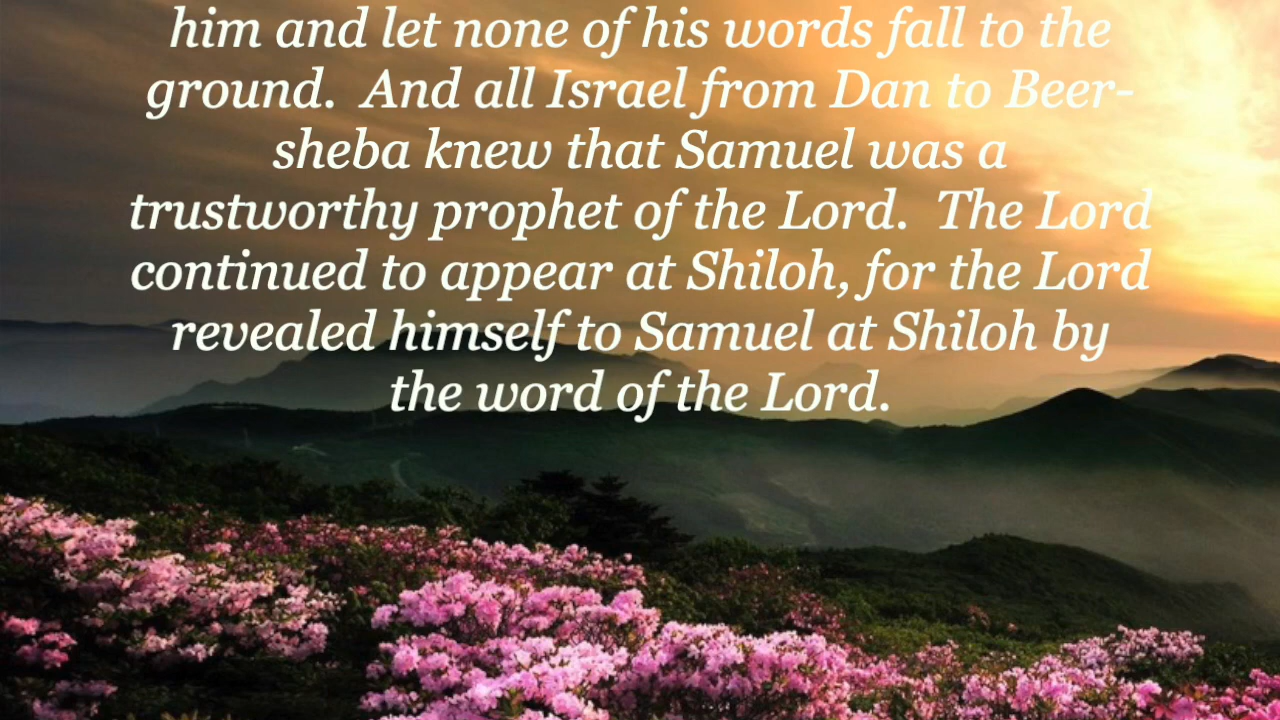 him and let none of his words fall to the
ground.  And all Israel from Dan to Beer-
sheba knew that Samuel was a
trustworthy prophet of the Lord.  The Lord
continued to appear at Shiloh, for the Lord
revealed himself to Samuel at Shiloh by
the word of the Lord.